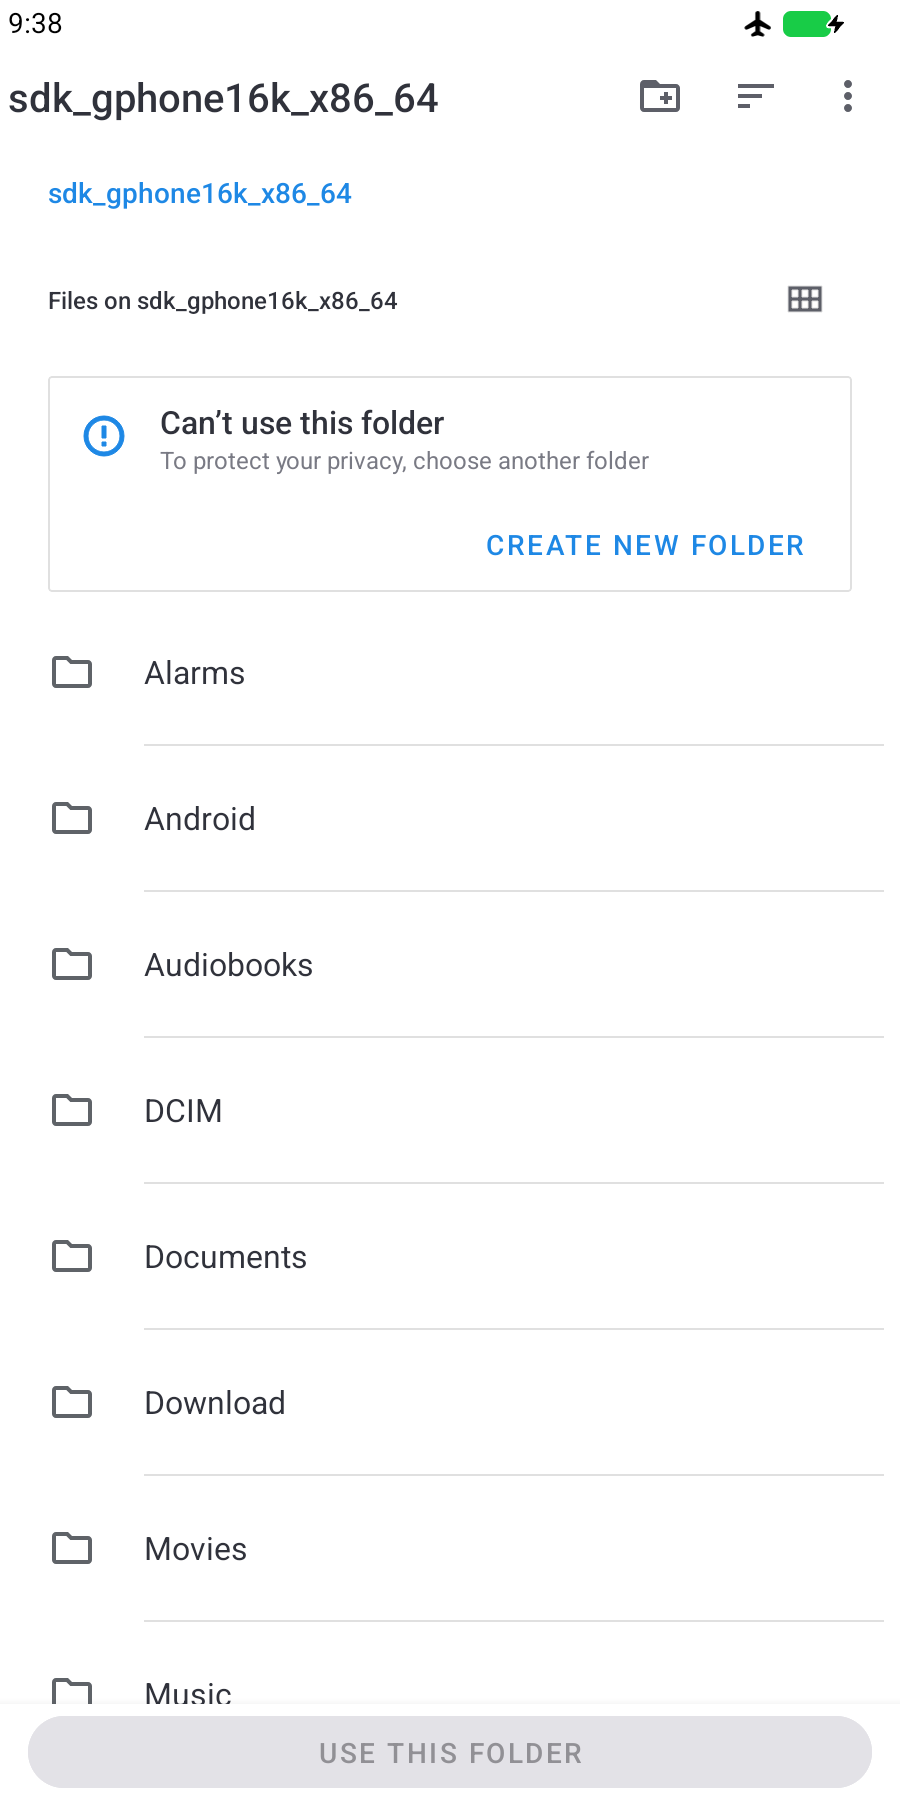 9:38
sdk_gphone16k_x86_64
sdk_gphone16k_x86_64
Files on sdk_gphone16k_x86_64
Can’t use this folder
To protect your privacy, choose another folder
CREATE NEW FOLDER
Alarms
Android
Audiobooks
DCIM
Documents
Download
Movies
Music
USE THIS FOLDER